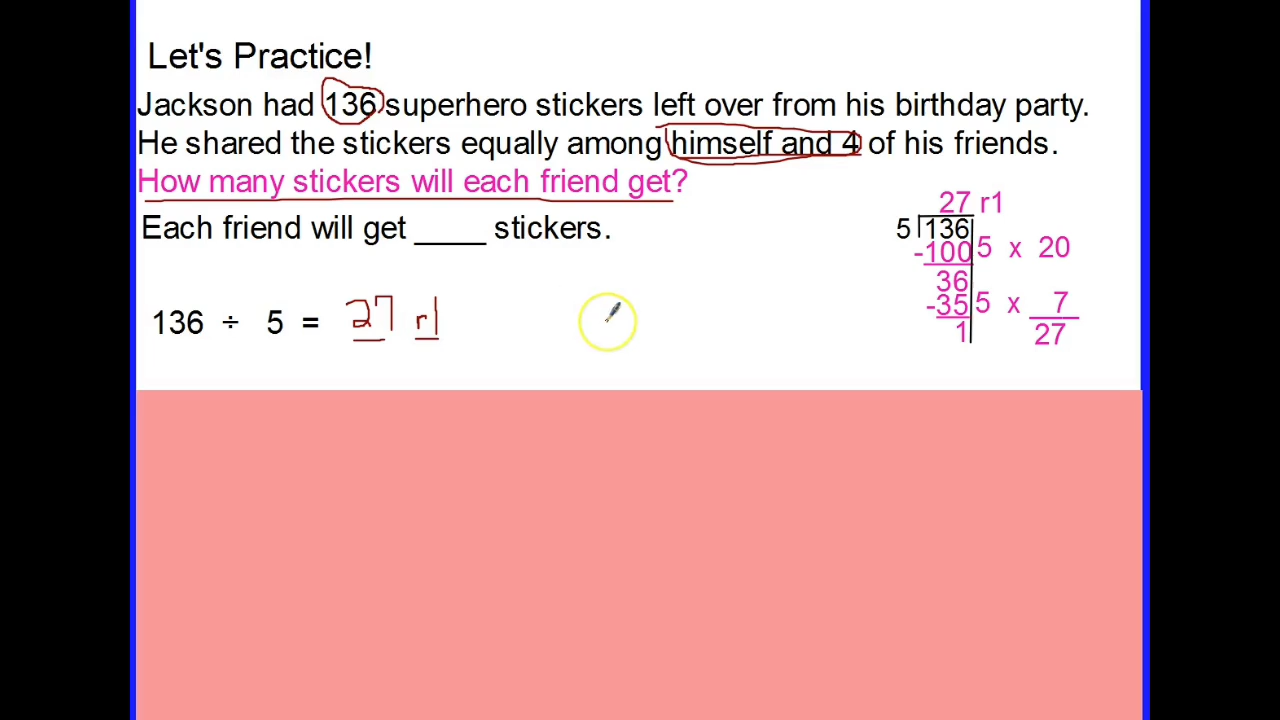 Let's Practice!
Jackson had 136 superhero stickers left over from his birthday party.
He shared the stickers equally among himself and 4 of his friends.
How many stickers will each friend get?
Each friend will get ____ stickers.
136 ÷ 5 = 27 r1
27 r1
5 136
-100 5 x 20
36
-35 5 x 7
1 27